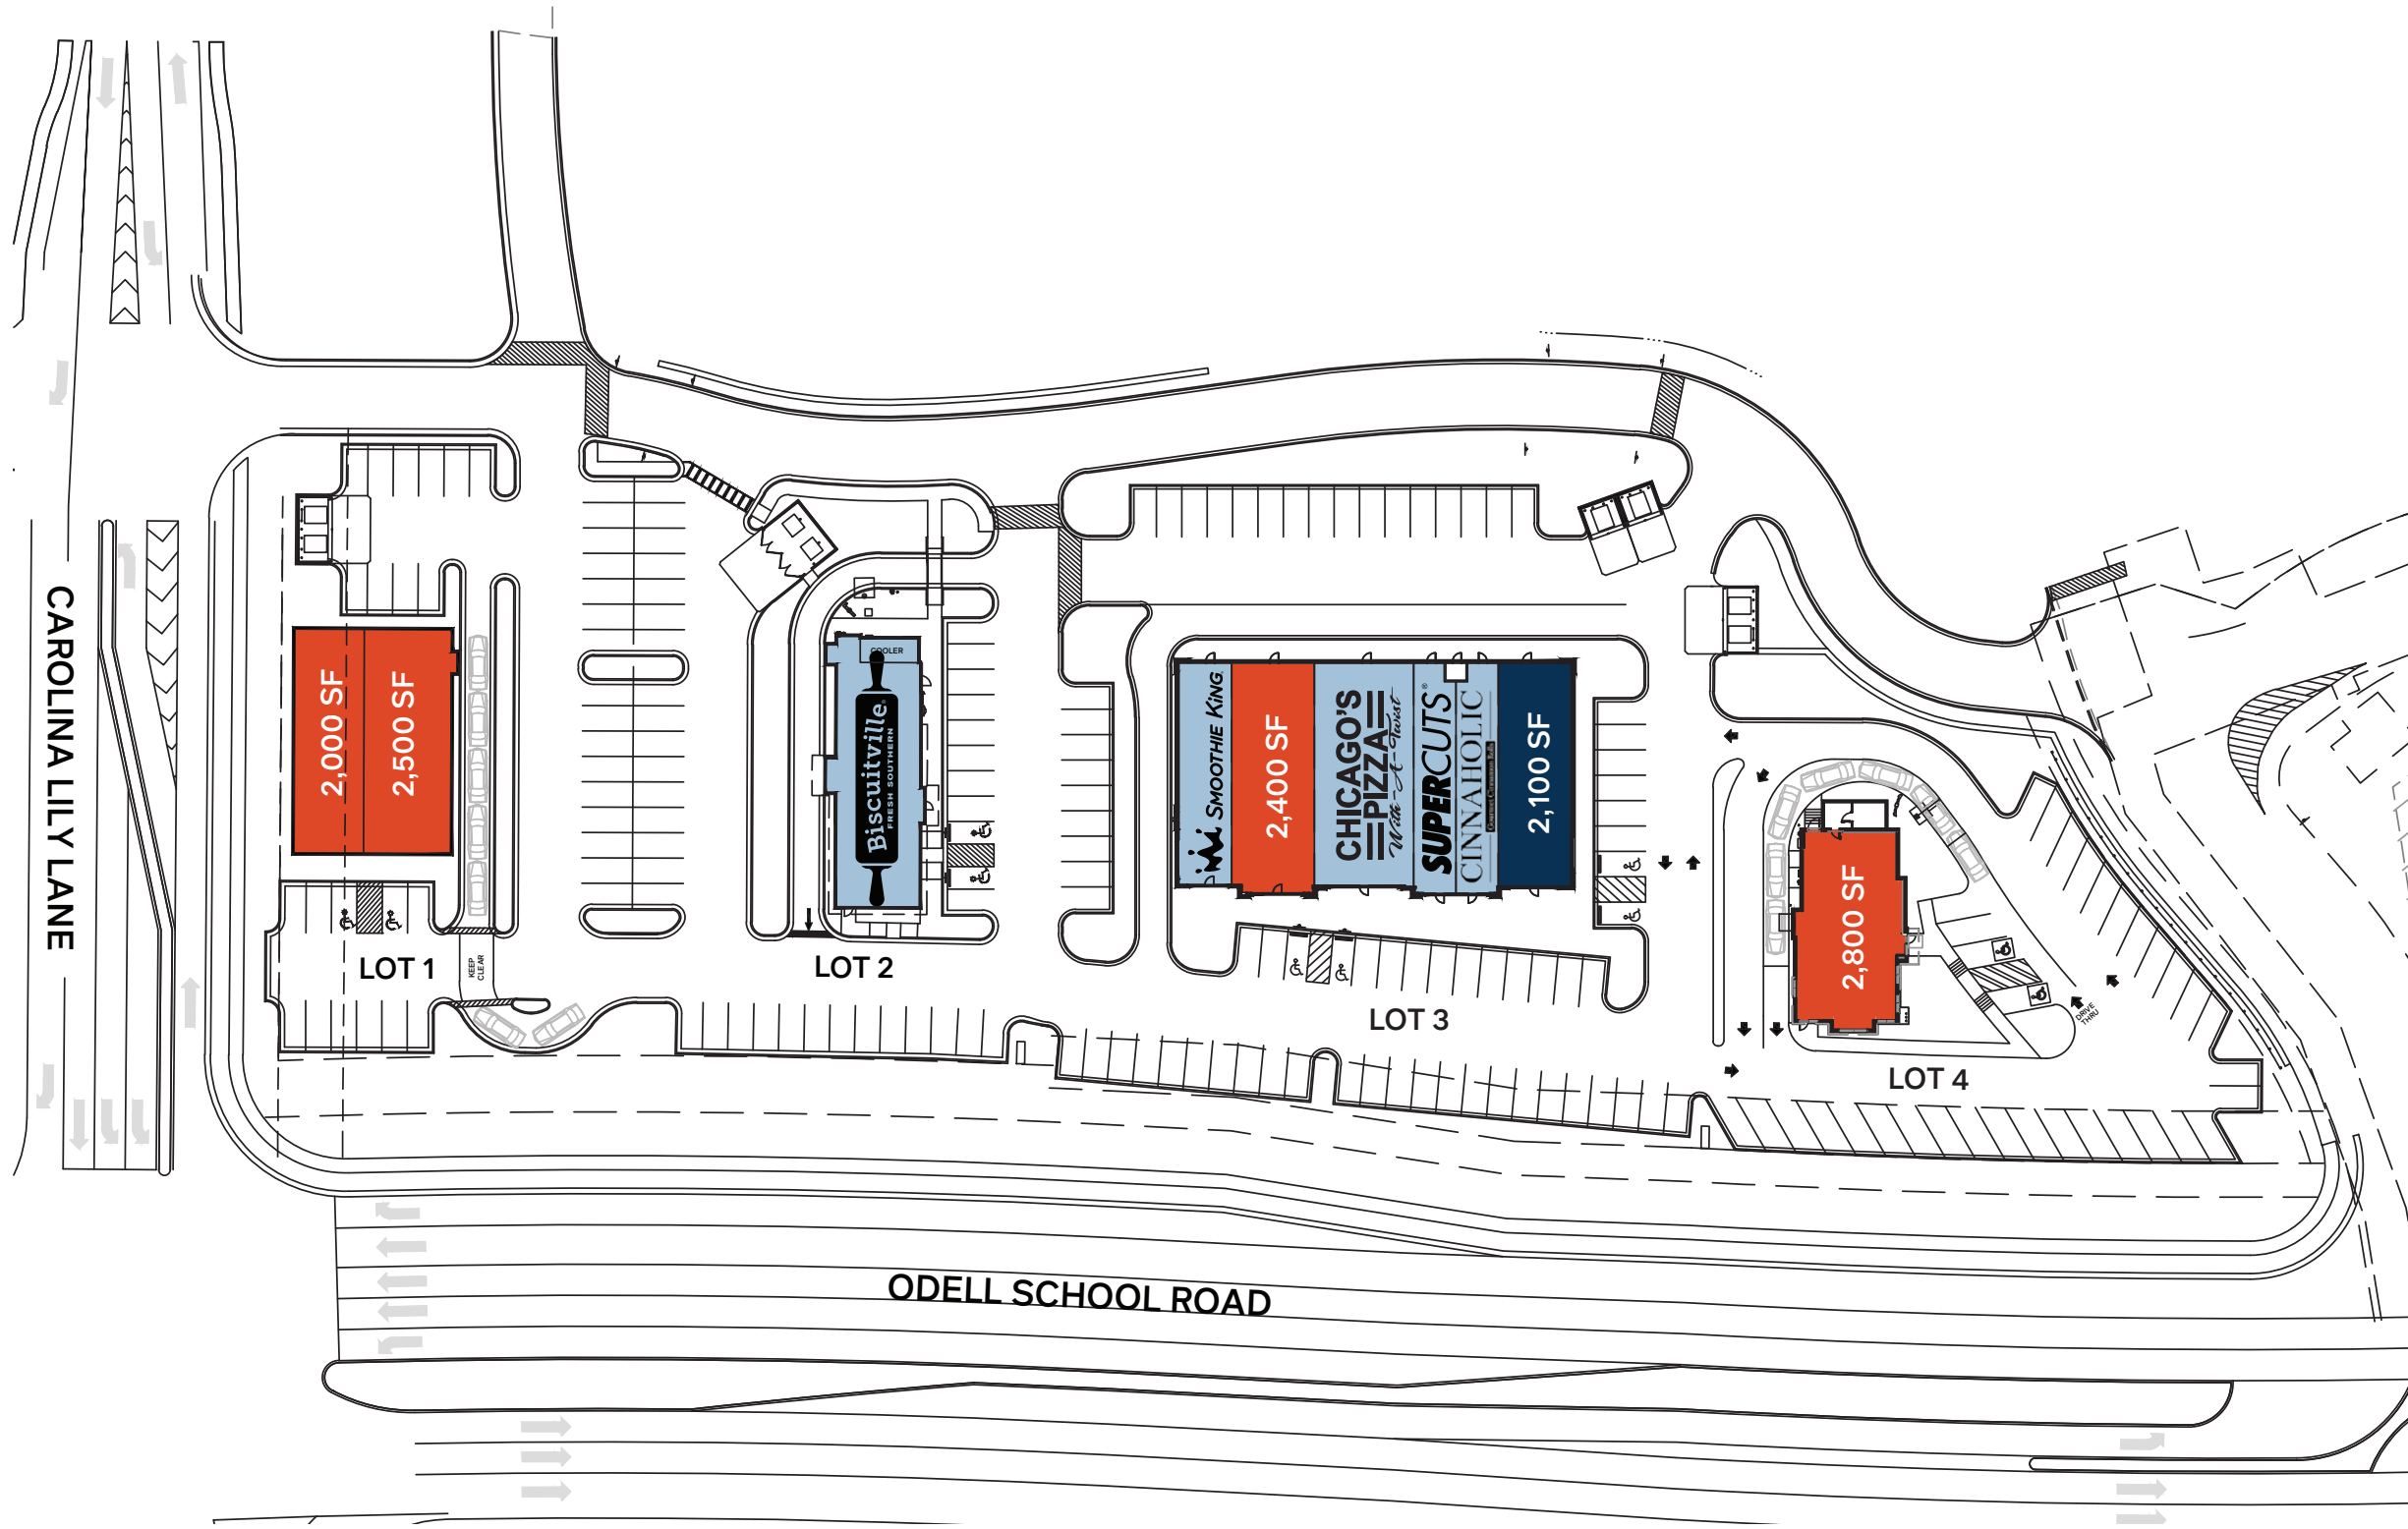 CAROLINA LILY LANE
2,000 SF
2,500 SF
LOT 1
KEEP
CLEAR
COOLER
Biscuitville
FRESH SOUTHERN
LOT 2
SMOOTHIE KING
2,400 SF
CHICAGO'S
PIZZA
With-A-Twist
SUPERCUTS®
CINNAHOLIC
2,100 SF
LOT 3
2,800 SF
DRIVE
THRU
LOT 4
ODELL SCHOOL ROAD